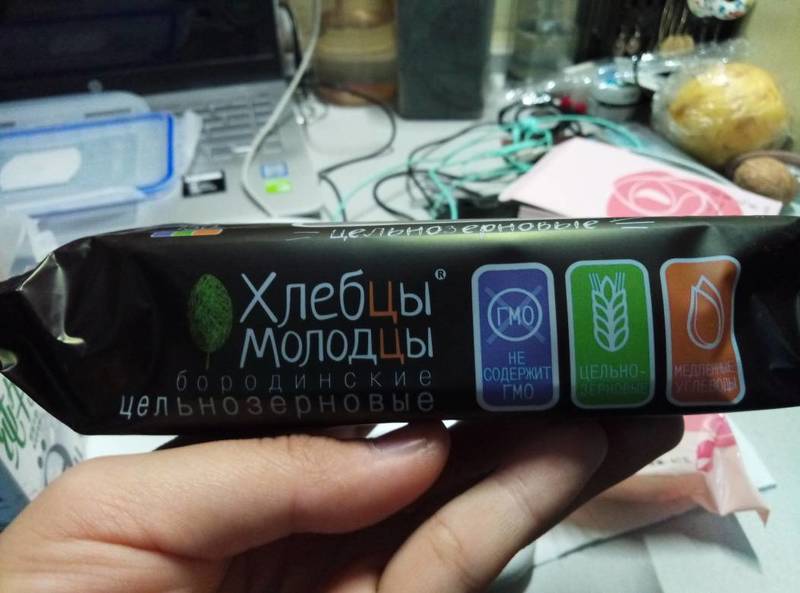 цельнозерновые
Хлебцы®
молодцы
бородинские
цельнозерновые
ГМО
НЕ
СОДЕРЖИТ
ГМО
ЦЕЛЬНО-
ЗЕРНОВЫЕ
МЕДЛЕННЫЕ
УГЛЕВОДЫ